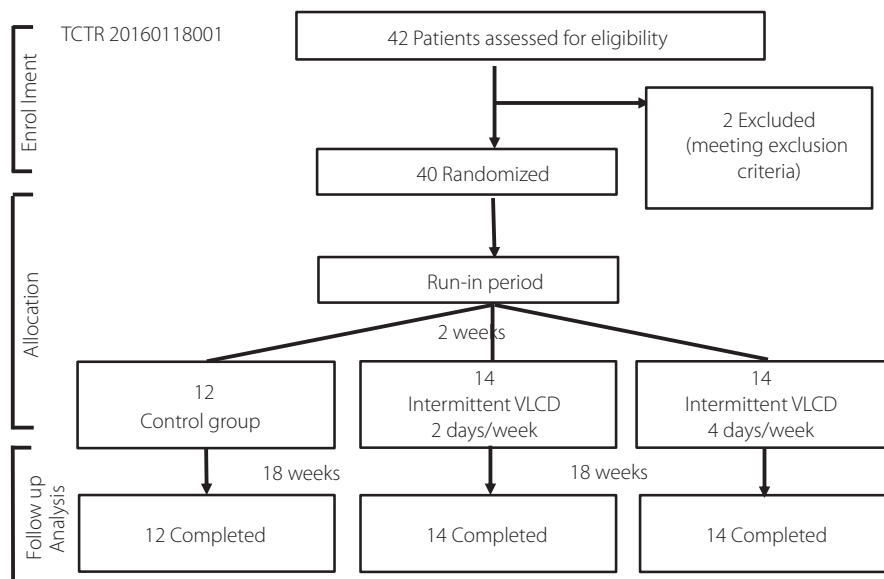 TCTR 20160118001
42 Patients assessed for eligibility
Enrollment
2 Excluded
(meeting exclusion
criteria)
40 Randomized
Allocation
Run-in period
2 weeks
12
Control group
14
Intermittent VLCD
2 days/week
14
Intermittent VLCD
4 days/week
Follow up
Analysis
18 weeks
18 weeks
12 Completed
14 Completed
14 Completed